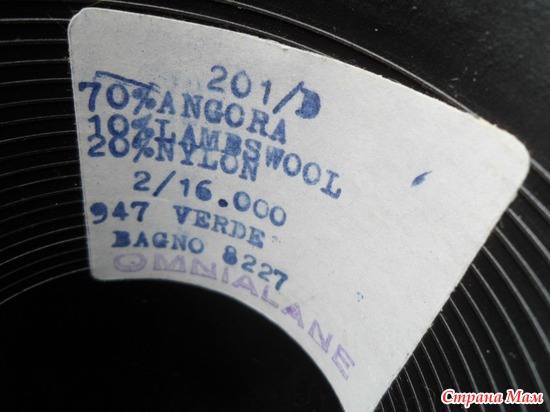 201/D
70% ANGORA
10% LAMBSWOOL
20% NYLON
2/16.000
947 VERDE
BAGNO 8227
OMNIALANE
Страна Мам